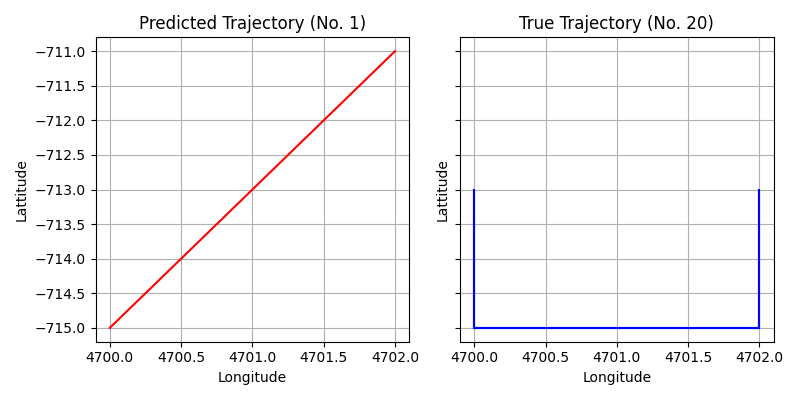 Predicted Trajectory (No. 1)
−711.0
−711.5
−712.0
−712.5
−713.0
−713.5
−714.0
−714.5
−715.0
Lattitude
4700.0 4700.5 4701.0 4701.5 4702.0
Longitude
True Trajectory (No. 20)
Lattitude
4700.0 4700.5 4701.0 4701.5 4702.0
Longitude